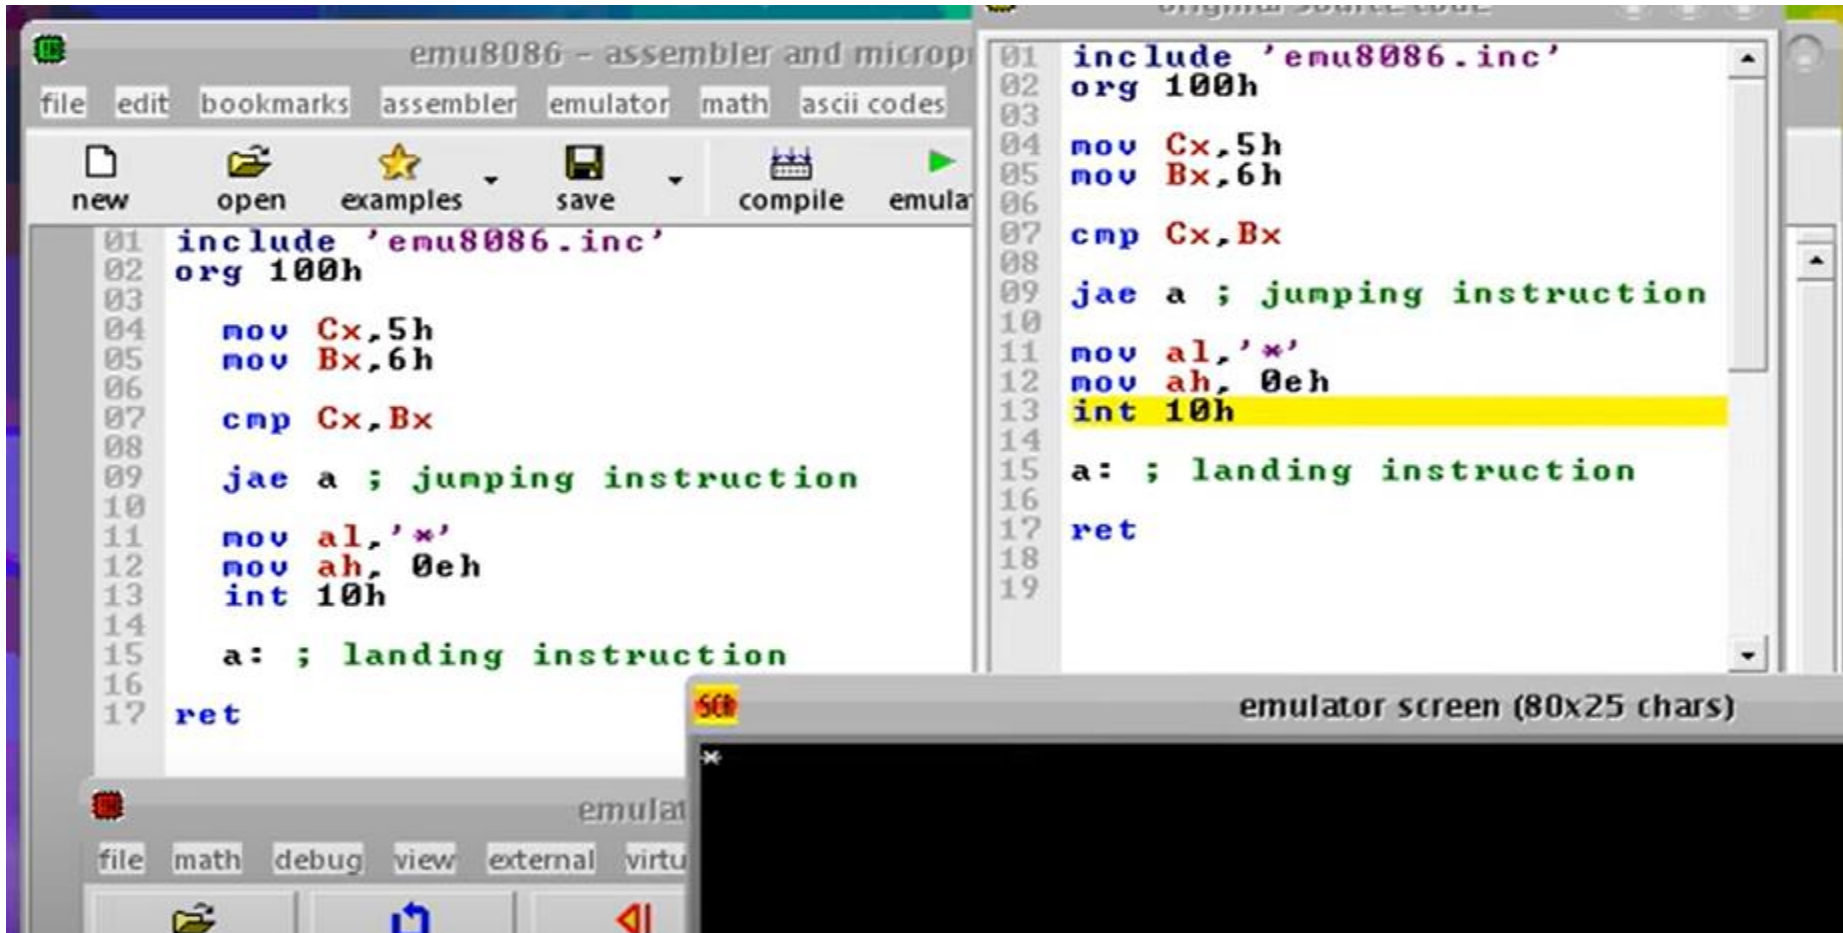 emu8086 – assembler and microp
file edit bookmarks assembler emulator math ascii codes
new open examples save compile emula
01 include 'emu8086.inc'
02 org 100h
03
04 mov Cx,5h
05 mov Bx,6h
06
07 cmp Cx,Bx
08
09 jae a ; jumping instruction
10
11 mov al,'*'
12 mov ah, 0eh
13 int 10h
14
15 a: ; landing instruction
16
17 ret
original source code
01 include 'emu8086.inc'
02 org 100h
03
04 mov Cx,5h
05 mov Bx,6h
06
07 cmp Cx,Bx
08
09 jae a ; jumping instruction
10
11 mov al,'*'
12 mov ah, 0eh
13 int 10h
14
15 a: ; landing instruction
16
17 ret
18
19
SCR emulator screen (80x25 chars)
*
emulat
file math debug view external virtu